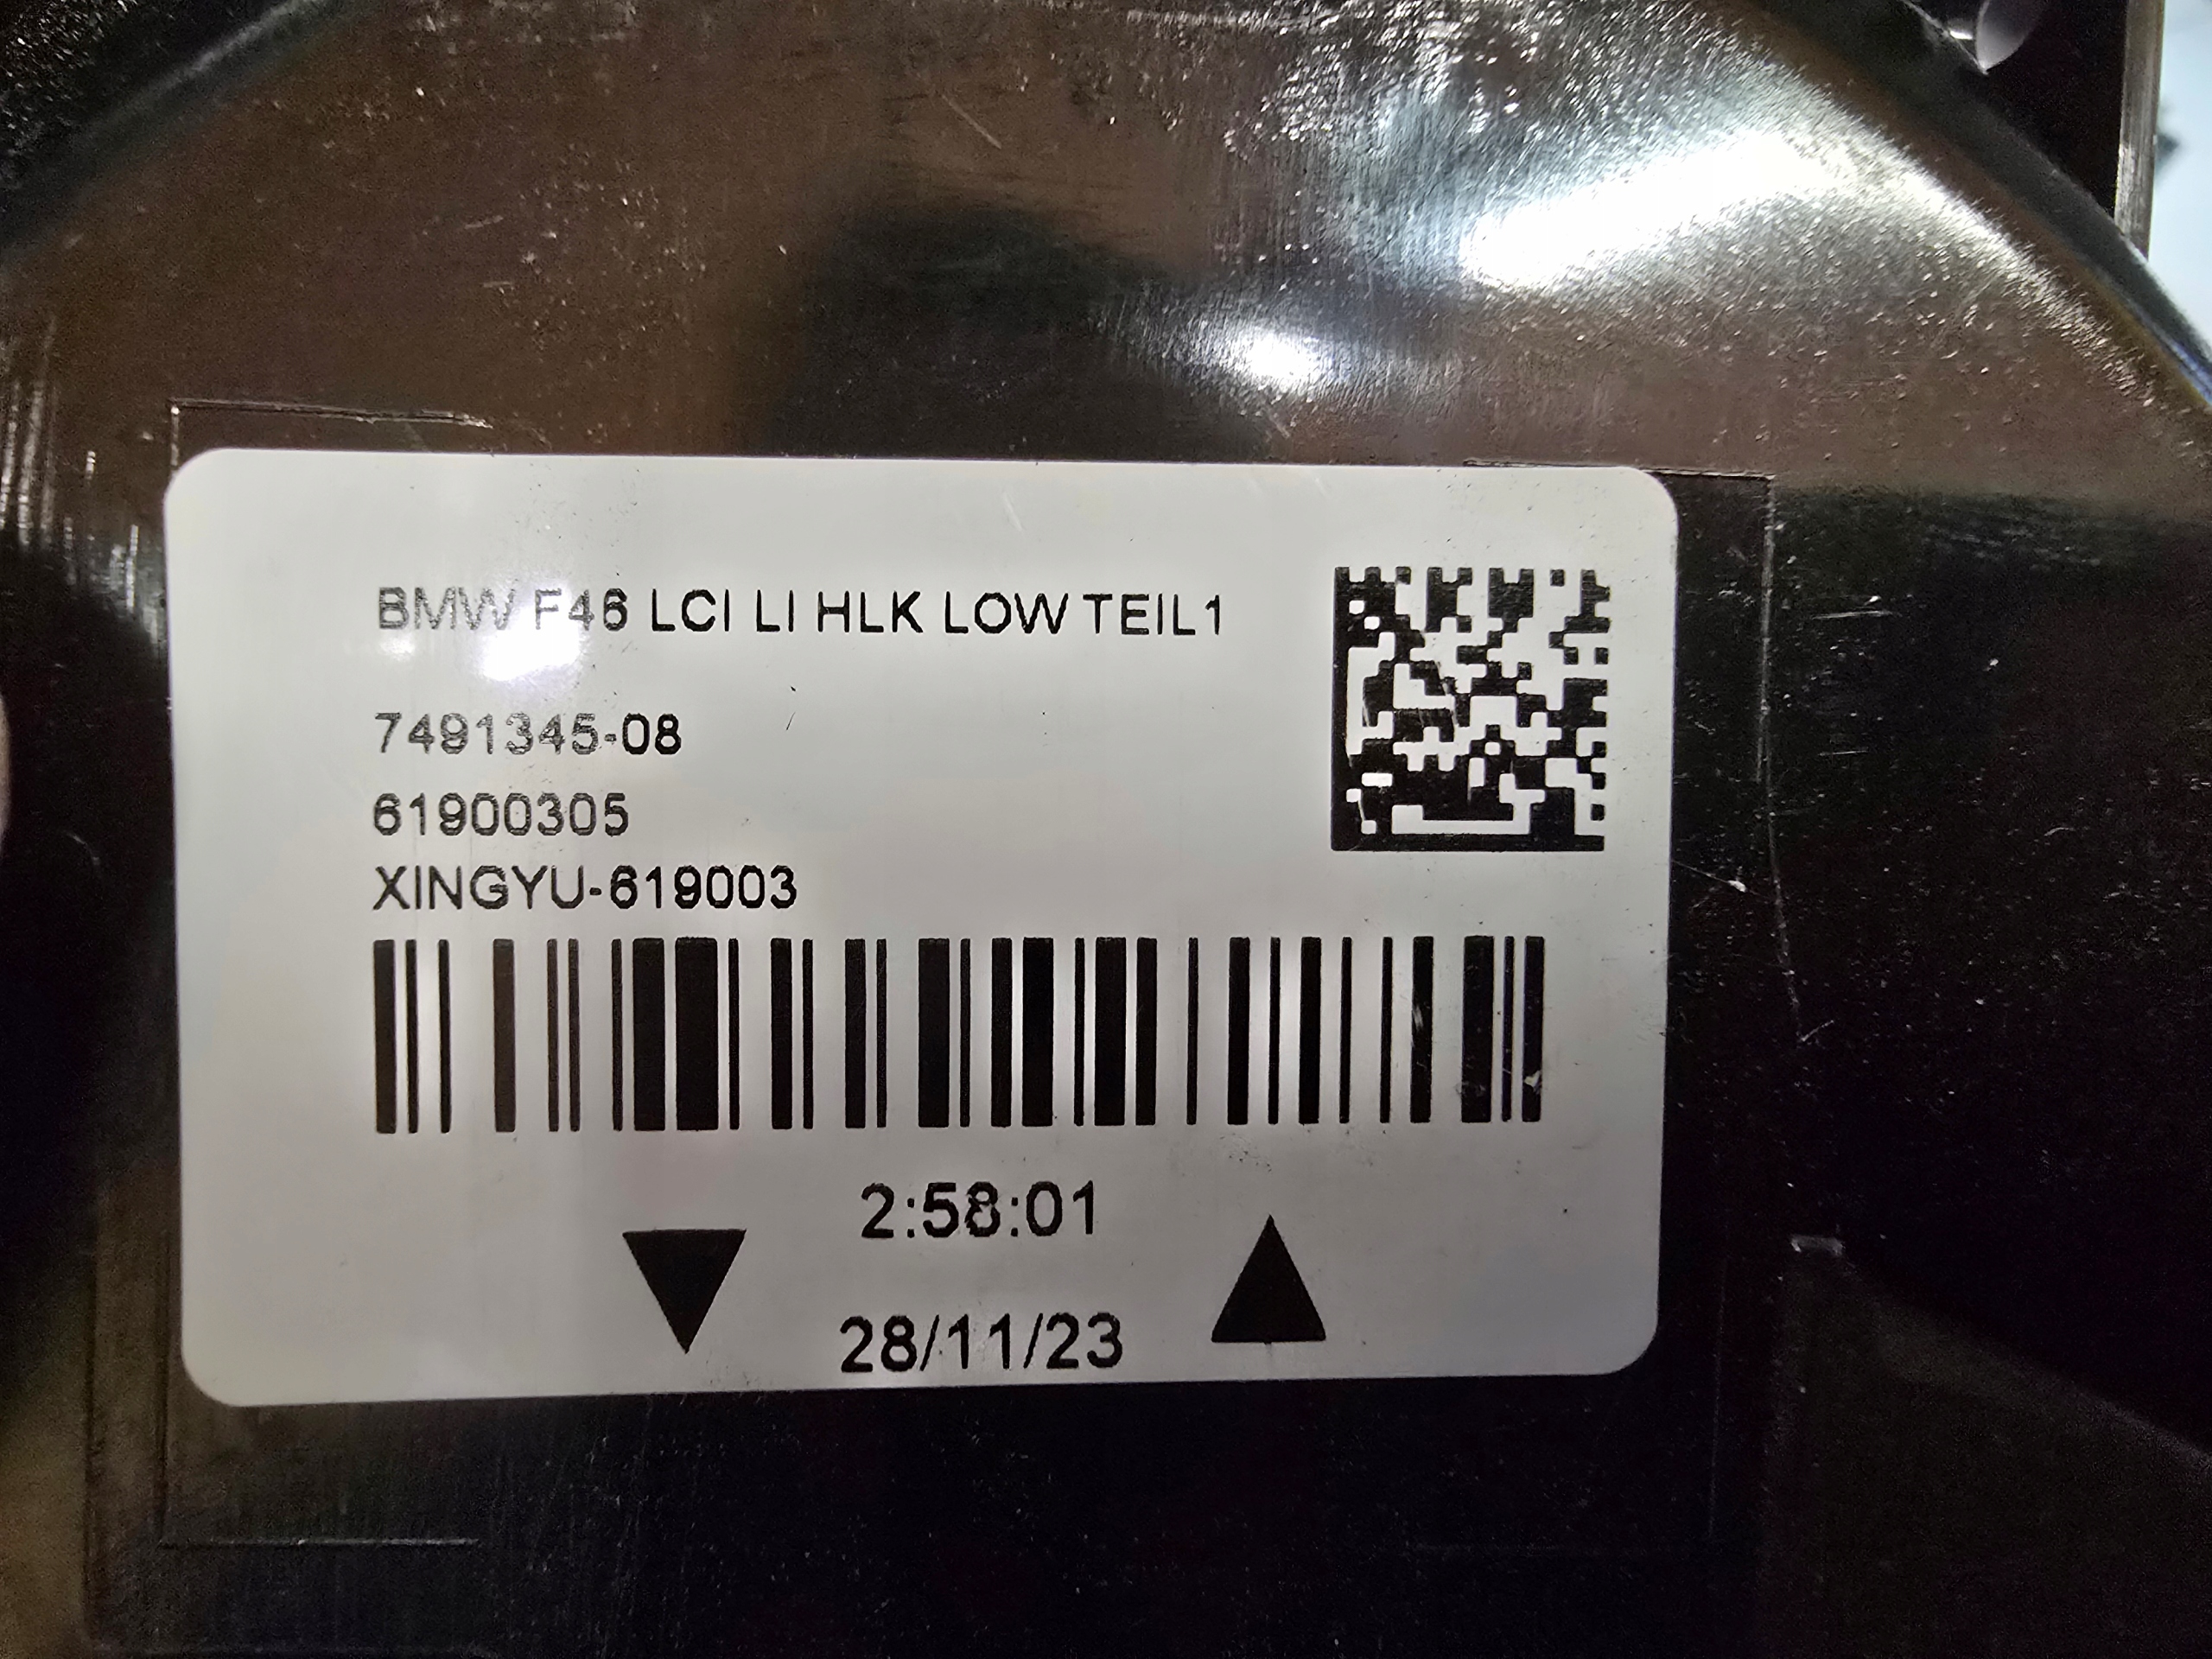 BMW F46 LCI LI HLK LOW TEIL1
7491345-08
61900305
XINGYU-619003
2:58:01
28/11/23